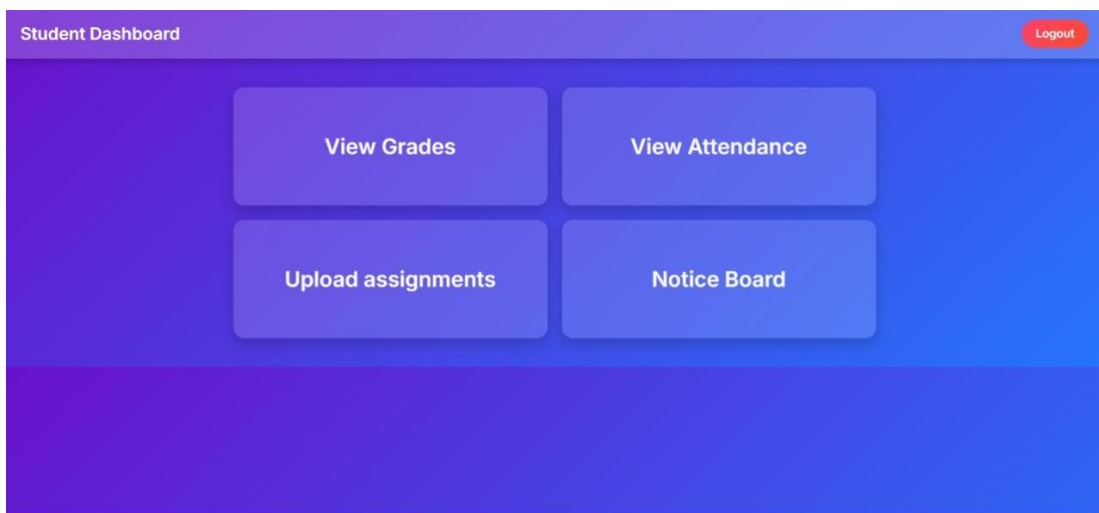 Student Dashboard
Logout
View Grades
View Attendance
Upload assignments
Notice Board